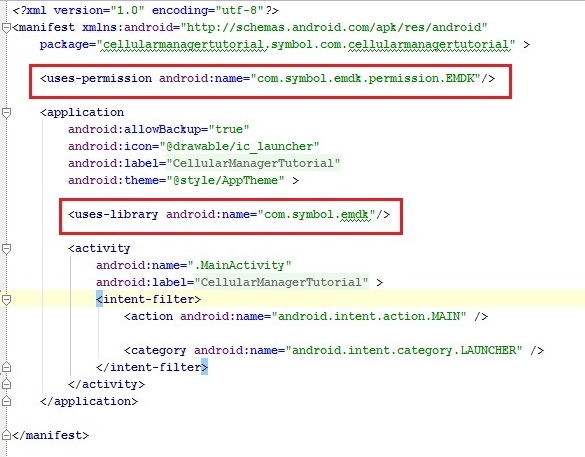 <?xml version="1.0" encoding="utf-8"?>
<manifest xmlns:android="http://schemas.android.com/apk/res/android"
package="cellularmanagertutorial.symbol.com.cellularmanagertutorial" >
<uses-permission android:name="com.symbol.emdk.permission.EMDK"/>
<application
android:allowBackup="true"
android:icon="@drawable/ic_launcher"
android:label="CellularManagerTutorial"
android:theme="@style/AppTheme" >
<uses-library android:name="com.symbol.emdk"/>
<activity
android:name=".MainActivity"
android:label="CellularManagerTutorial" >
<intent-filter>
<action android:name="android.intent.action.MAIN" />
<category android:name="android.intent.category.LAUNCHER" />
</intent-filter>
</activity>
</application>
</manifest>